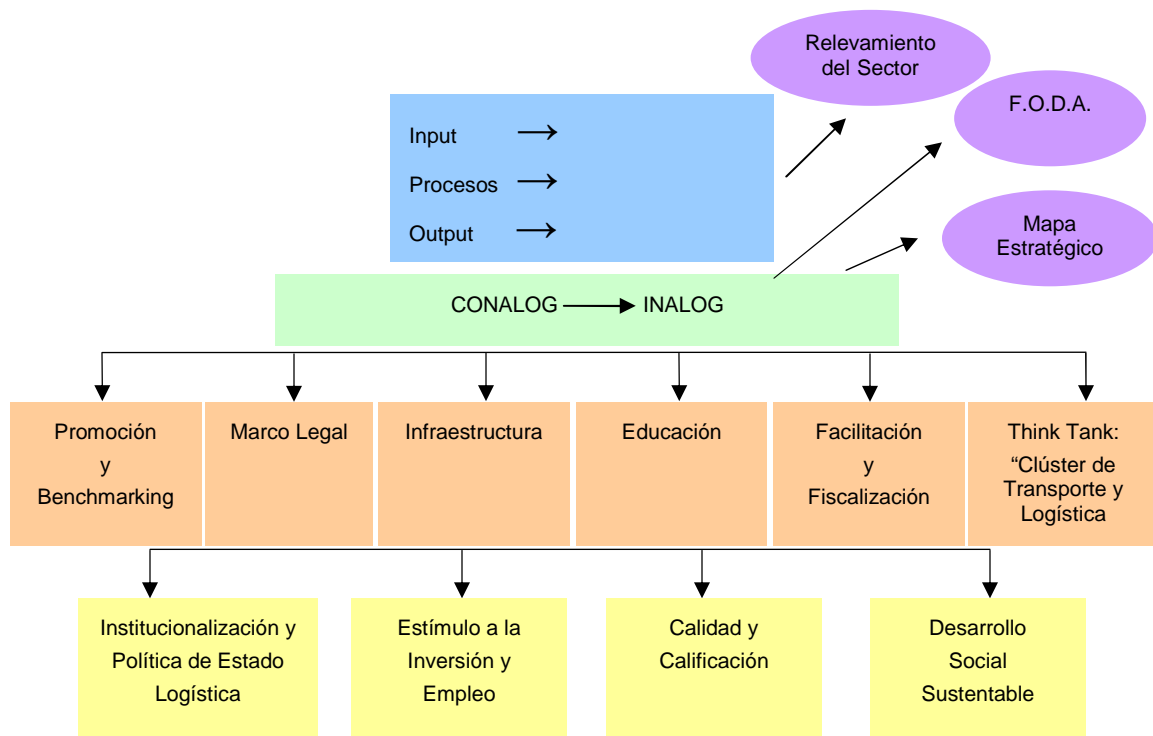 Relevamiento
del Sector
F.O.D.A.
Input →
Procesos →
Output →
Mapa
Estratégico
CONALOG → INALOG
Promoción
y
Benchmarking
Marco Legal
Infraestructura
Educación
Facilitación
y
Fiscalización
Think Tank:
“Clúster de
Transporte y
Logística
Institucionalización y
Política de Estado
Logística
Estímulo a la
Inversión y
Empleo
Calidad y
Calificación
Desarrollo
Social
Sustentable